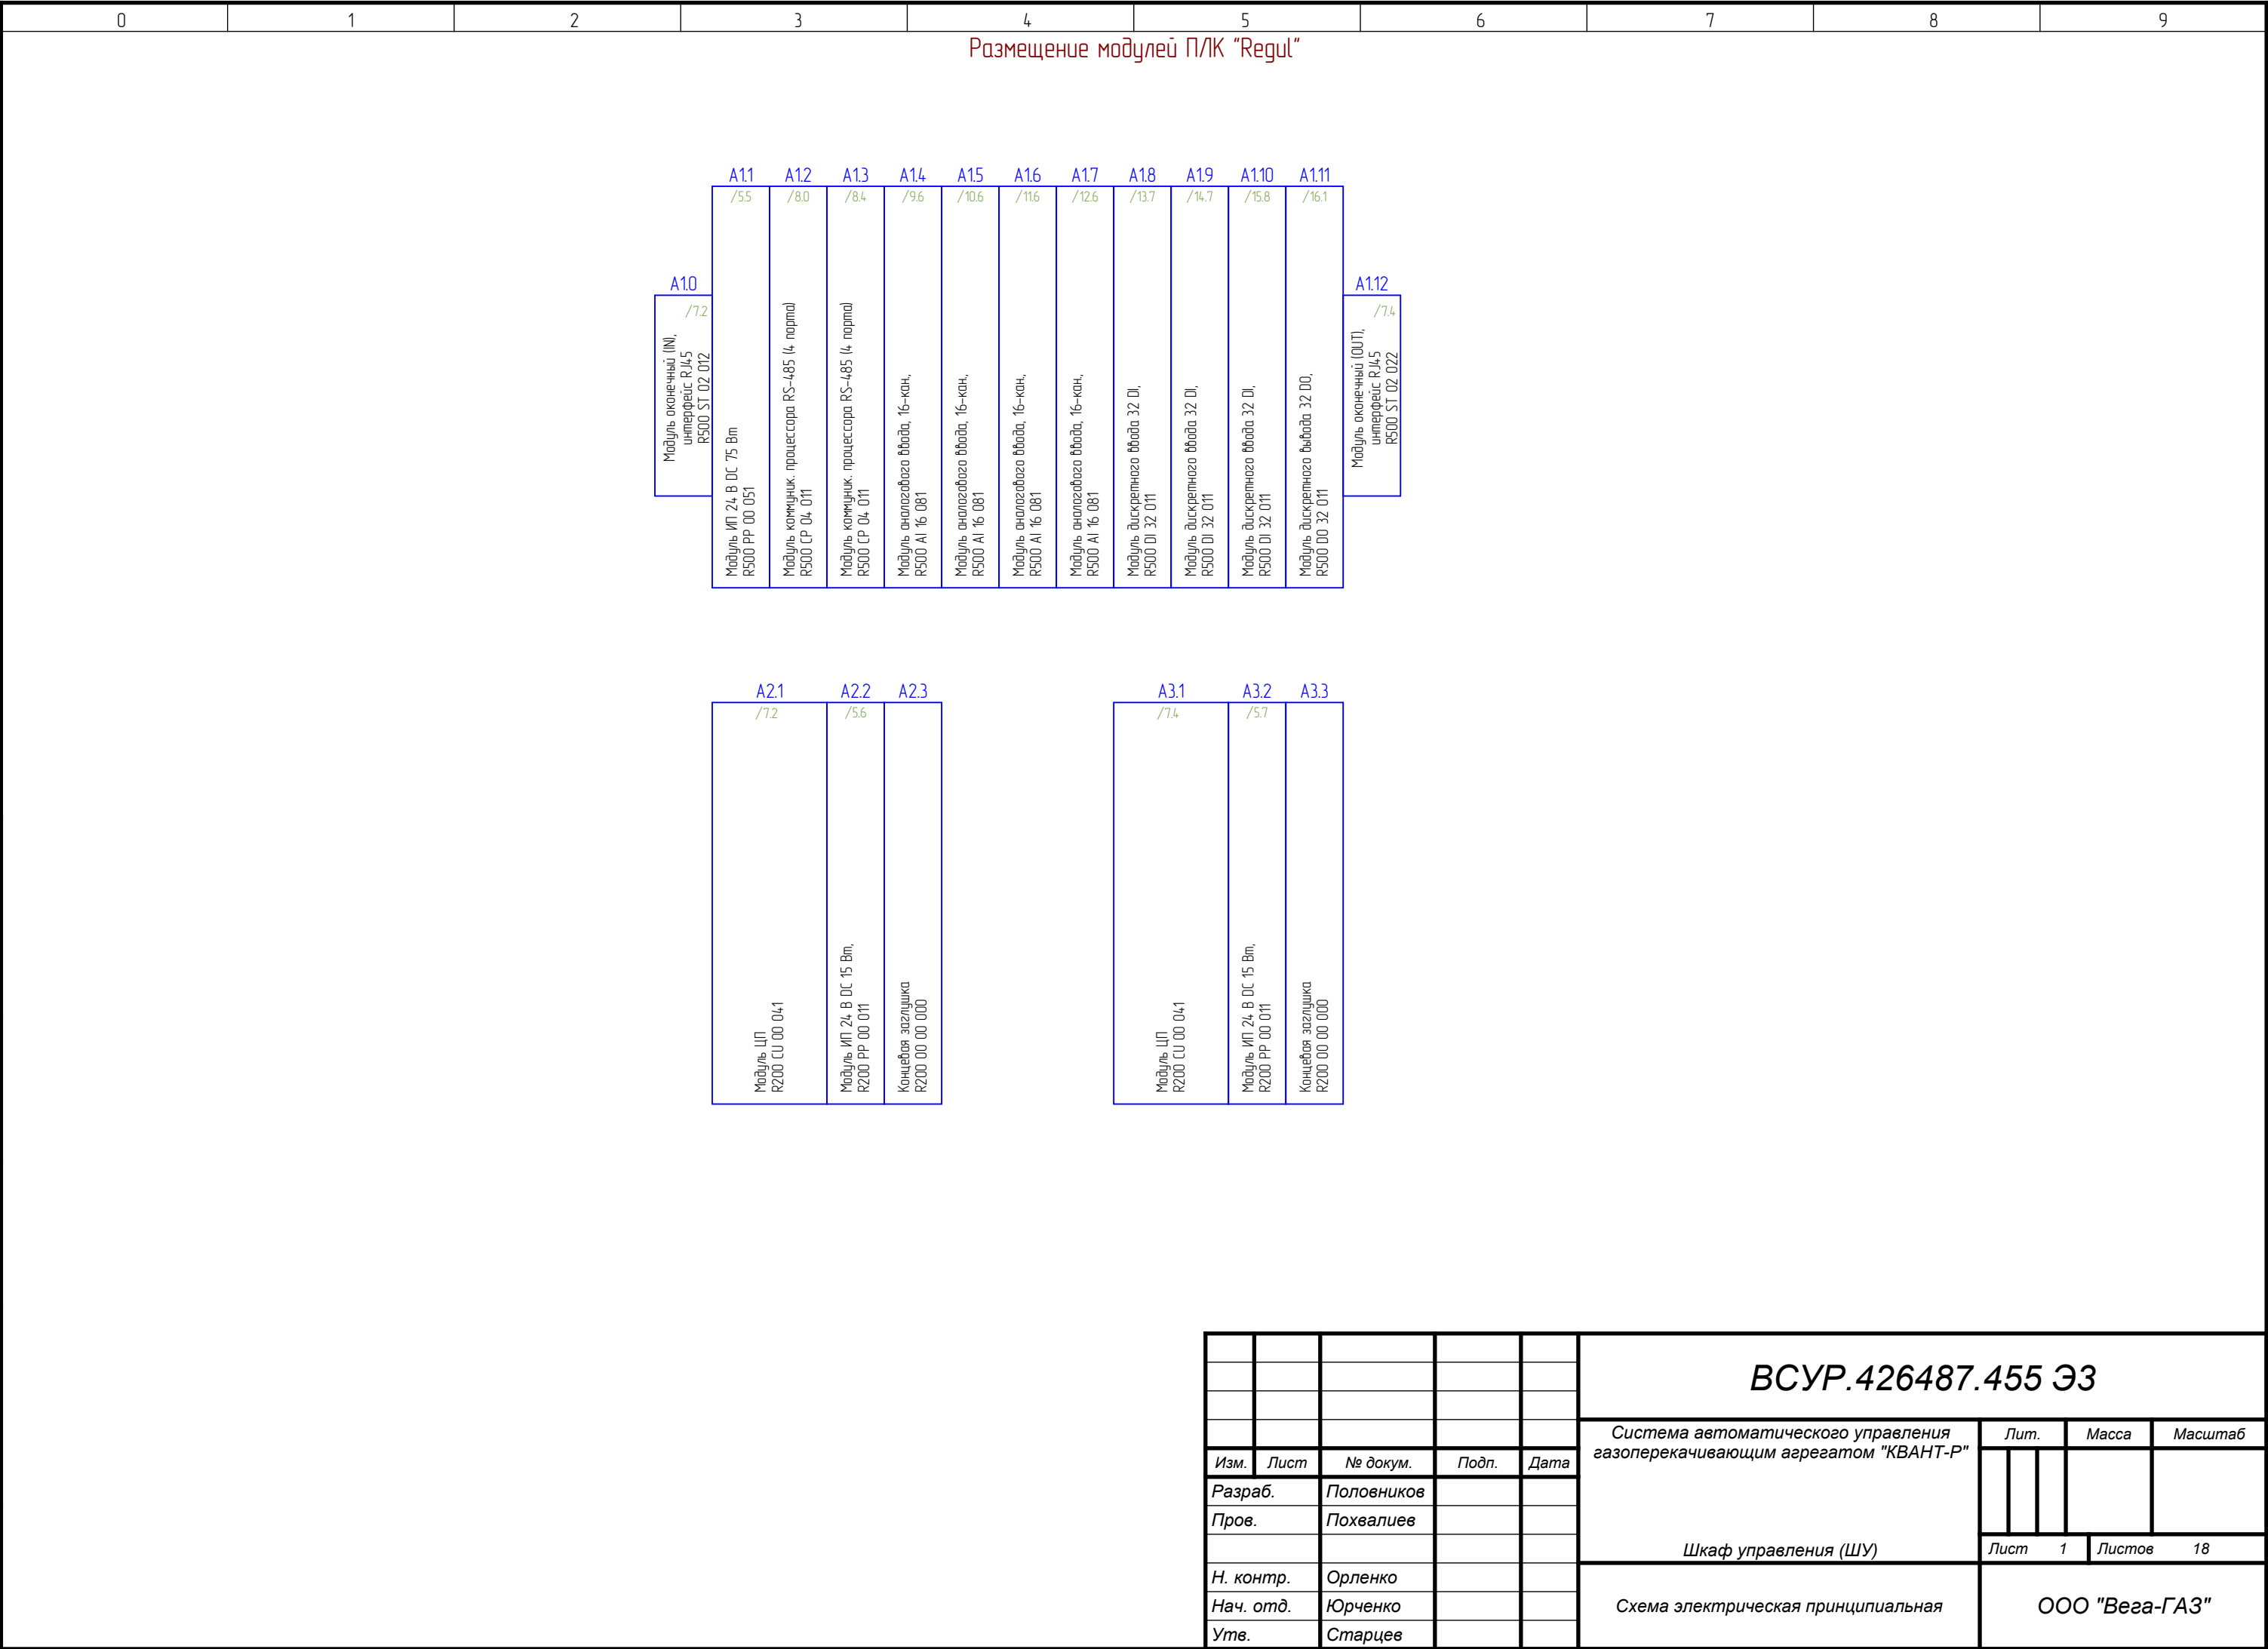 0 1 2 3 4 5 6 7 8 9
Размещение модулей ПЛК "Regul"
A1.1 A1.2 A1.3 A1.4 A1.5 A1.6 A1.7 A1.8 A1.9 A1.10 A1.11
/5.5 /8.0 /8.4 /9.6 /10.6 /11.6 /12.6 /13.7 /14.7 /15.8 /16.1
A1.0
/7.2
Модуль оконечный (IN),
интерфейс RJ45
R500 ST 02 012
Модуль ИП 24 В DC 75 Вт
R500 PP 00 051
Модуль коммуник. процессора RS-485 (4 порта)
R500 CP 04 011
Модуль коммуник. процессора RS-485 (4 порта)
R500 CP 04 011
Модуль аналогового ввода, 16-кан.,
R500 AI 16 081
Модуль аналогового ввода, 16-кан.,
R500 AI 16 081
Модуль аналогового ввода, 16-кан.,
R500 AI 16 081
Модуль аналогового ввода, 16-кан.,
R500 AI 16 081
Модуль дискретного ввода 32 DI,
R500 DI 32 011
Модуль дискретного ввода 32 DI,
R500 DI 32 011
Модуль дискретного ввода 32 DI,
R500 DI 32 011
Модуль дискретного вывода 32 DO,
R500 DO 32 011
A1.12
/7.4
Модуль оконечный (OUT),
интерфейс RJ45
R500 ST 02 022
A2.1 A2.2 A2.3
/7.2 /5.6
Модуль ЦП
R200 CU 00 041
Модуль ИП 24 В DC 15 Вт,
R200 PP 00 011
Концевая заглушка
R200 00 00 000
A3.1 A3.2 A3.3
/7.4 /5.7
Модуль ЦП
R200 CU 00 041
Модуль ИП 24 В DC 15 Вт,
R200 PP 00 011
Концевая заглушка
R200 00 00 000
ВСУР.426487.455 Э3
Изм. Лист № докум. Подп. Дата
Разраб. Половников
Пров. Похвалиев
Н. контр. Орленко
Нач. отд. Юрченко
Утв. Старцев
Система автоматического управления
газоперекачивающим агрегатом "КВАНТ-Р"
Шкаф управления (ШУ)
Схема электрическая принципиальная
Лит. Масса Масштаб
Лист 1 Листов 18
ООО "Вега-ГАЗ"